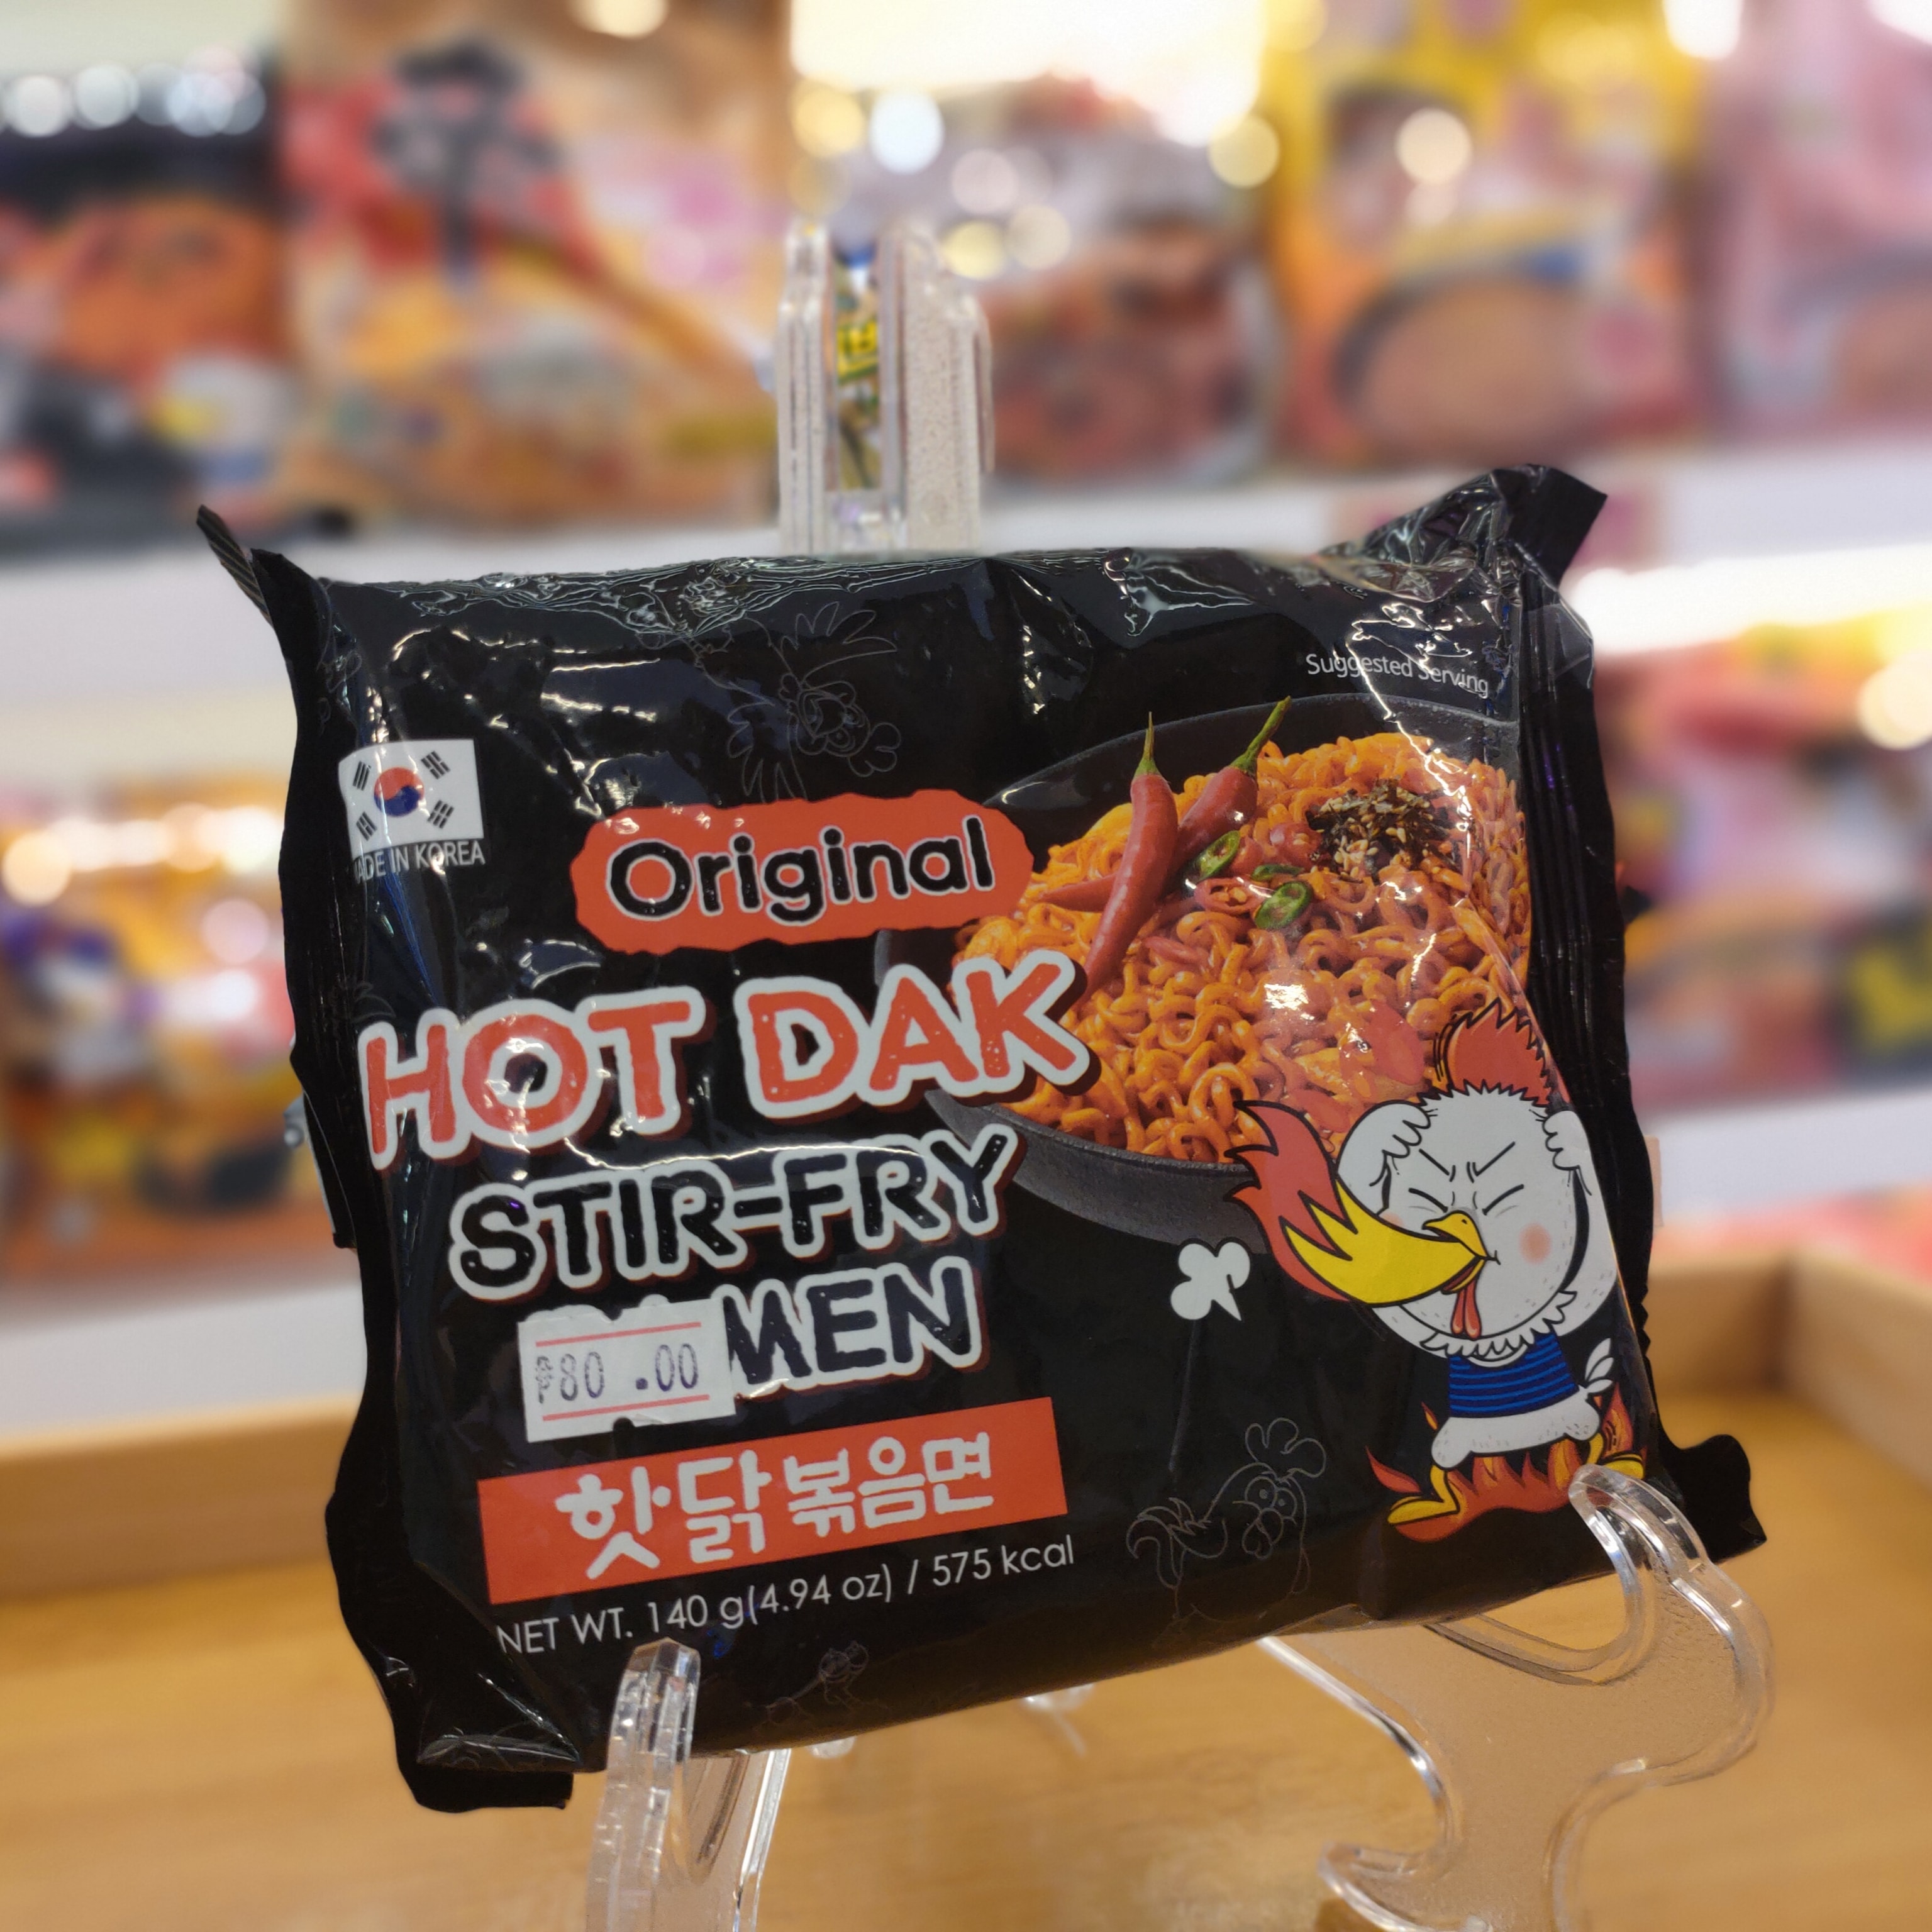 Suggested Serving
MADE IN KOREA
Original
HOT DAK
STIR-FRY
RAMEN
₱80.00
핫닭볶음면
NET WT. 140 g(4.94 oz) / 575 kcal